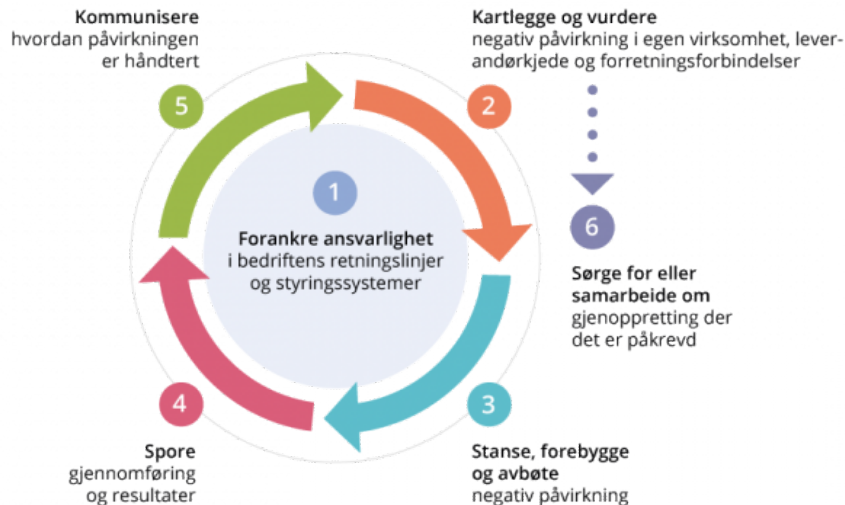 1
Forankre ansvarlighet
i bedriftens retningslinjer
og styringssystemer
2
Kartlegge og vurdere
negativ påvirkning i egen virksomhet, lever-
andørkjede og forretningsforbindelser
3
Stanse, forebygge
og avbøte
negativ påvirkning
4
Spore
gjennomføring
og resultater
5
Kommunisere
hvordan påvirkningen
er håndtert
6
Sørge for eller
samarbeide om
gjenoppretting der
det er påkrevd